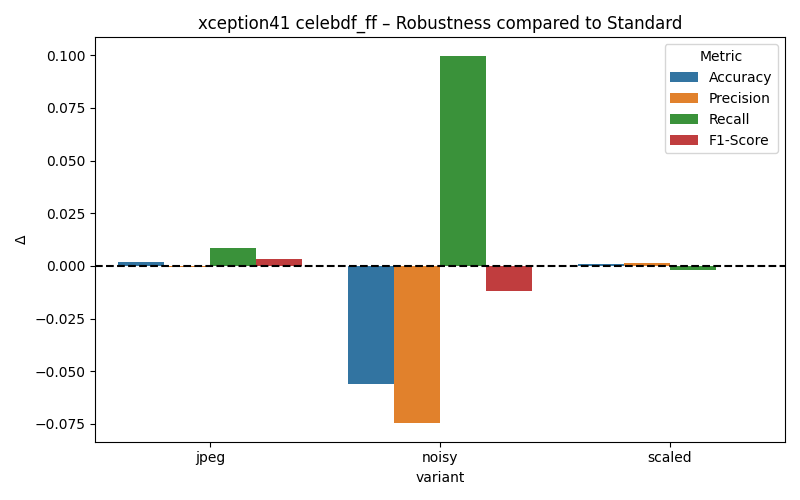 xception41 celebdf_ff – Robustness compared to Standard
Metric
Accuracy
Precision
Recall
F1-Score
0.100
0.075
0.050
0.025
0.000
−0.025
−0.050
−0.075
Δ
jpeg
noisy
scaled
variant